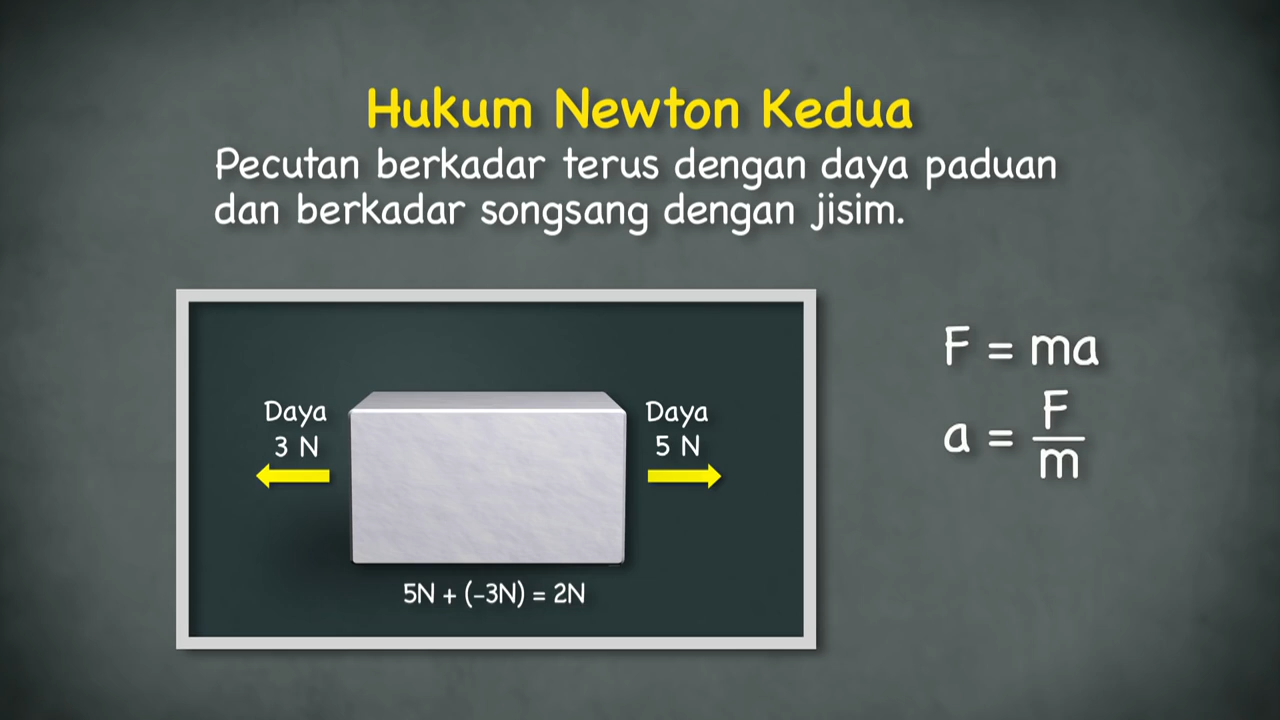 Hukum Newton Kedua
Pecutan berkadar terus dengan daya paduan
dan berkadar songsang dengan jisim.
Daya
3 N
Daya
5 N
5N + (-3N) = 2N
F = ma
a = F/m